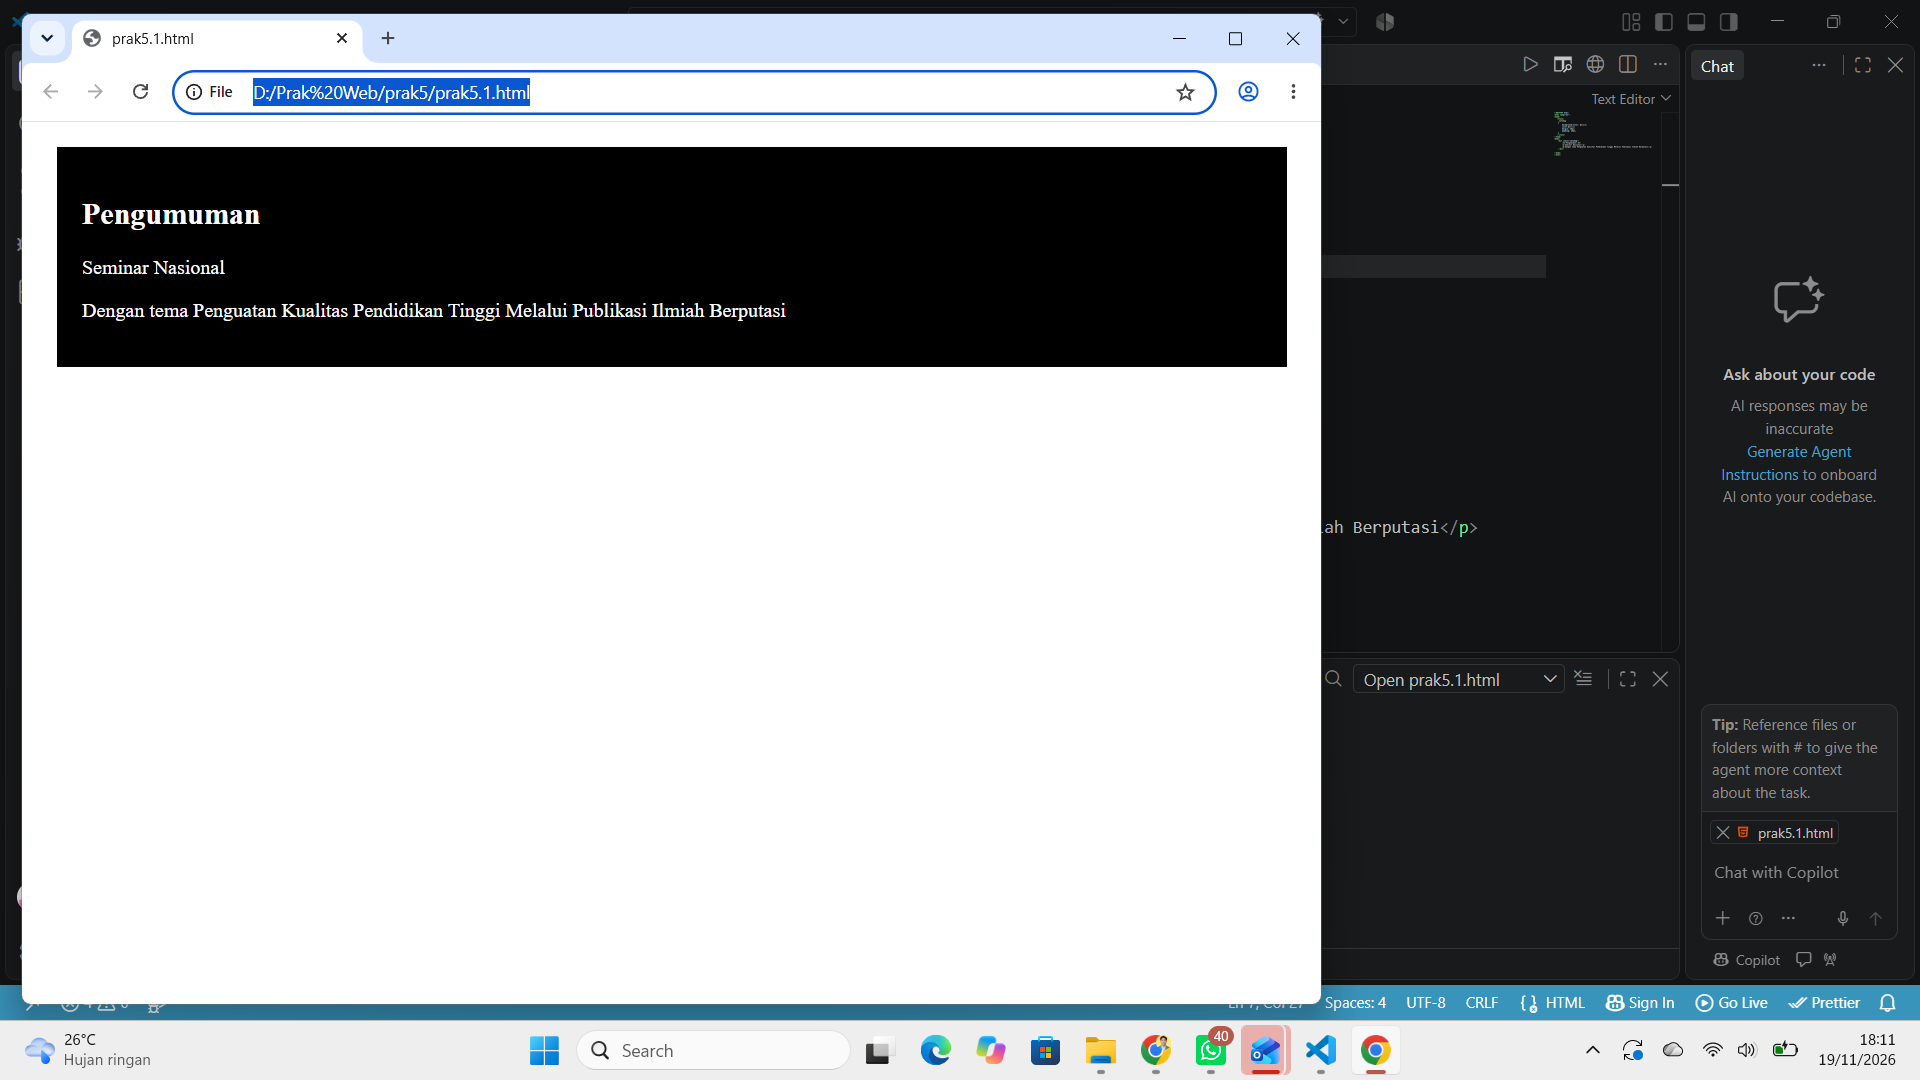 prak5.1.html
File
D:/Prak%20Web/prak5/prak5.1.html
Pengumuman
Seminar Nasional
Dengan tema Penguatan Kualitas Pendidikan Tinggi Melalui Publikasi Ilmiah Berputasi
Text Editor
ah Berputasi</p>
Open prak5.1.html
Chat
Ask about your code
AI responses may be
inaccurate
Generate Agent
Instructions to onboard
AI onto your codebase.
Tip: Reference files or
folders with # to give the
agent more context
about the task.
prak5.1.html
Chat with Copilot
Copilot
Spaces: 4
UTF-8
CRLF
{} HTML
Sign In
Go Live
Prettier
26°C
Hujan ringan
Search
40
18:11
19/11/2026